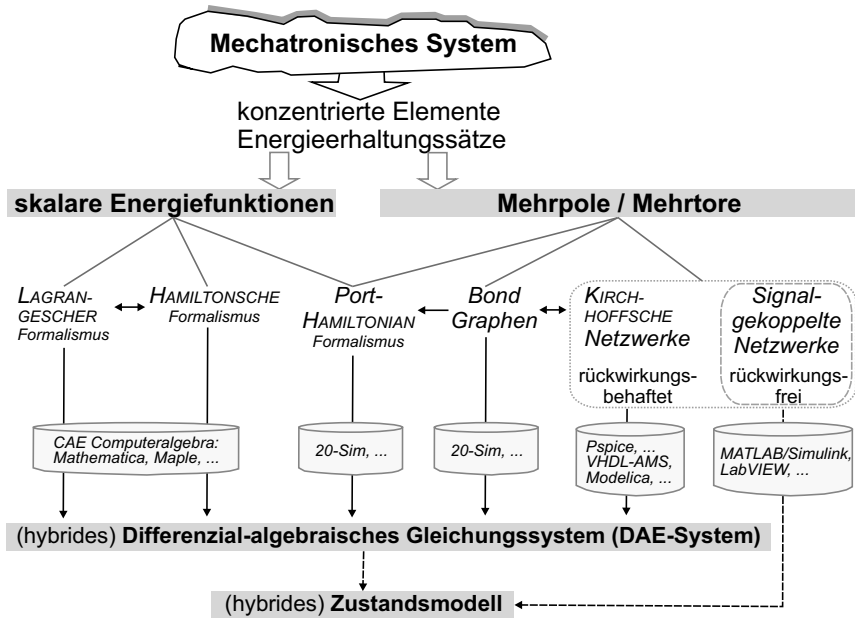 Mechatronisches System
konzentrierte Elemente
Energieerhaltungssätze
skalare Energiefunktionen
Mehrpole / Mehrtore
LAGRAN-
GESCHER
Formalismus
HAMILTONSCHE
Formalismus
Port-
HAMILTONIAN
Formalismus
Bond
Graphen
KIRCH-
HOFFSCHE
Netzwerke
rückwirkungs-
behaftet
Signal-
gekoppelte
Netzwerke
rückwirkungs-
frei
CAE Computeralgebra:
Mathematica, Maple, ...
20-Sim, ...
20-Sim, ...
Pspice, ...
VHDL-AMS,
Modelica, ...
MATLAB/Simulink,
LabVIEW, ...
(hybrides) Differenzial-algebraisches Gleichungssystem (DAE-System)
(hybrides) Zustandsmodell